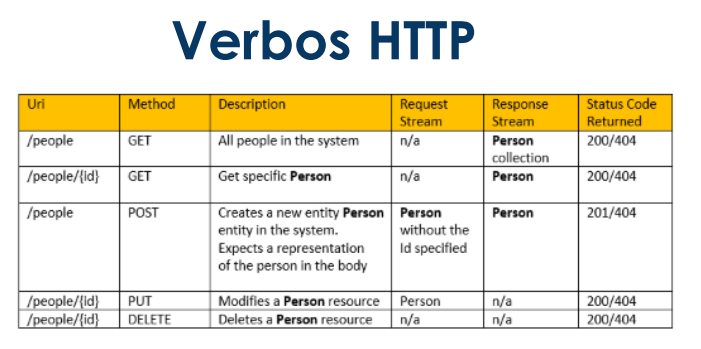 Verbos HTTP
Uri Method Description Request Stream Response Stream Status Code Returned
/people GET All people in the system n/a Person collection 200/404
/people/{id} GET Get specific Person n/a Person 200/404
/people POST Creates a new entity Person entity in the system. Expects a representation of the person in the body Person without the Id specified Person 201/404
/people/{id} PUT Modifies a Person resource Person n/a 200/404
/people/{id} DELETE Deletes a Person resource n/a n/a 200/404